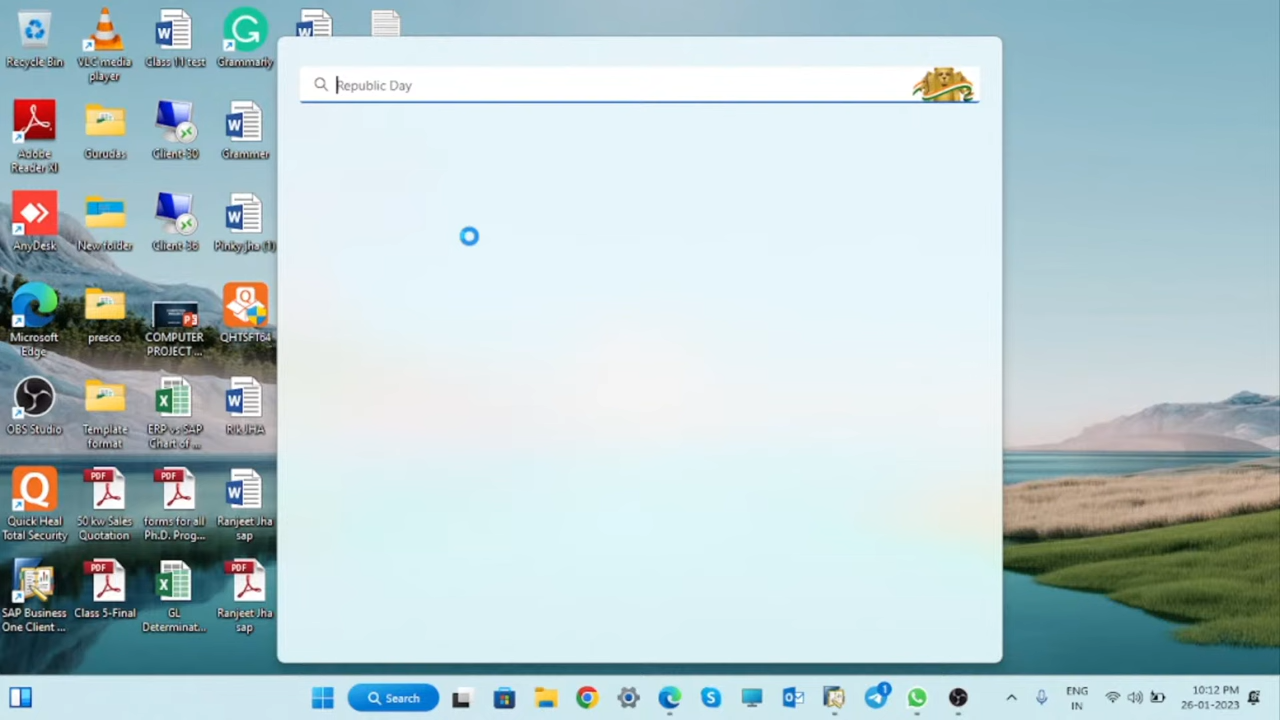 Republic Day
Recycle Bin
VLC media
player
Class 11 test
Grammarly
Adobe
Reader XI
Gurudas
Client-30
Grammer
AnyDesk
New folder
Client-38
Pinky Jha (1)
Microsoft
Edge
presco
COMPUTER
PROJECT ...
QHTSFT64
OBS Studio
Template
format
ERP vs SAP
Chart of ...
Rik JHA
Quick Heal
Total Security
50 kw Sales
Quotation
forms for all
Ph.D. Prog...
Ranjeet Jha
sap
SAP Business
One Client ...
Class 5-Final
GL
Determinat...
Ranjeet Jha
sap
Search
1
ENG
IN
10:12 PM
26-01-2023